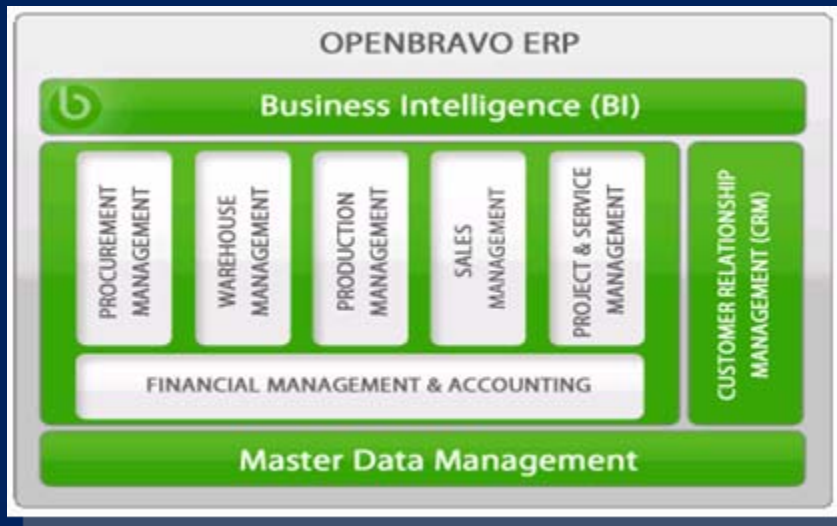 OPENBRAVO ERP
b
Business Intelligence (BI)
PROCUREMENT
MANAGEMENT
WAREHOUSE
MANAGEMENT
PRODUCTION
MANAGEMENT
SALES
MANAGEMENT
PROJECT & SERVICE
MANAGEMENT
CUSTOMER RELATIONSHIP
MANAGEMENT (CRM)
FINANCIAL MANAGEMENT & ACCOUNTING
Master Data Management